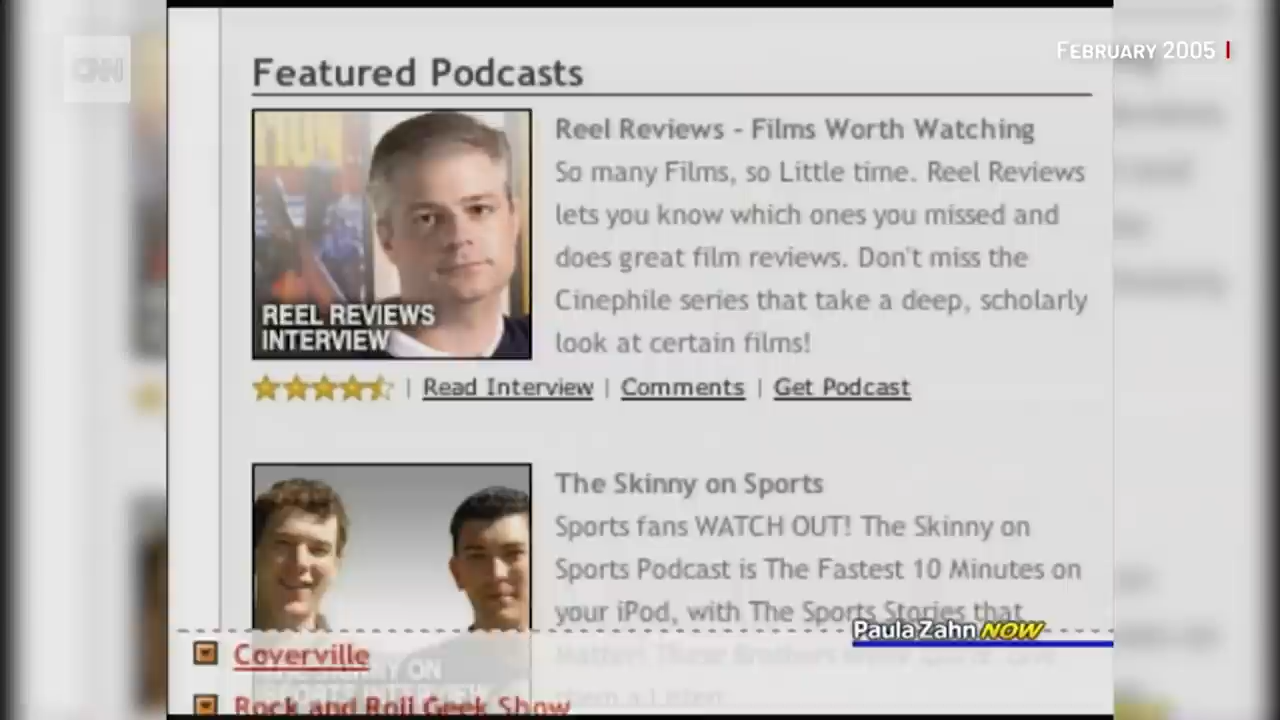 CNN
FEBRUARY 2005
Featured Podcasts
Reel Reviews - Films Worth Watching
So many Films, so Little time. Reel Reviews
lets you know which ones you missed and
does great film reviews. Don't miss the
Cinephile series that take a deep, scholarly
look at certain films!
REEL REVIEWS
INTERVIEW
| Read Interview | Comments | Get Podcast
The Skinny on Sports
Sports fans WATCH OUT! The Skinny on
Sports Podcast is The Fastest 10 Minutes on
your iPod, with The Sports Stories that
Paula Zahn NOW
Coverville
Rock and Roll Geek Show